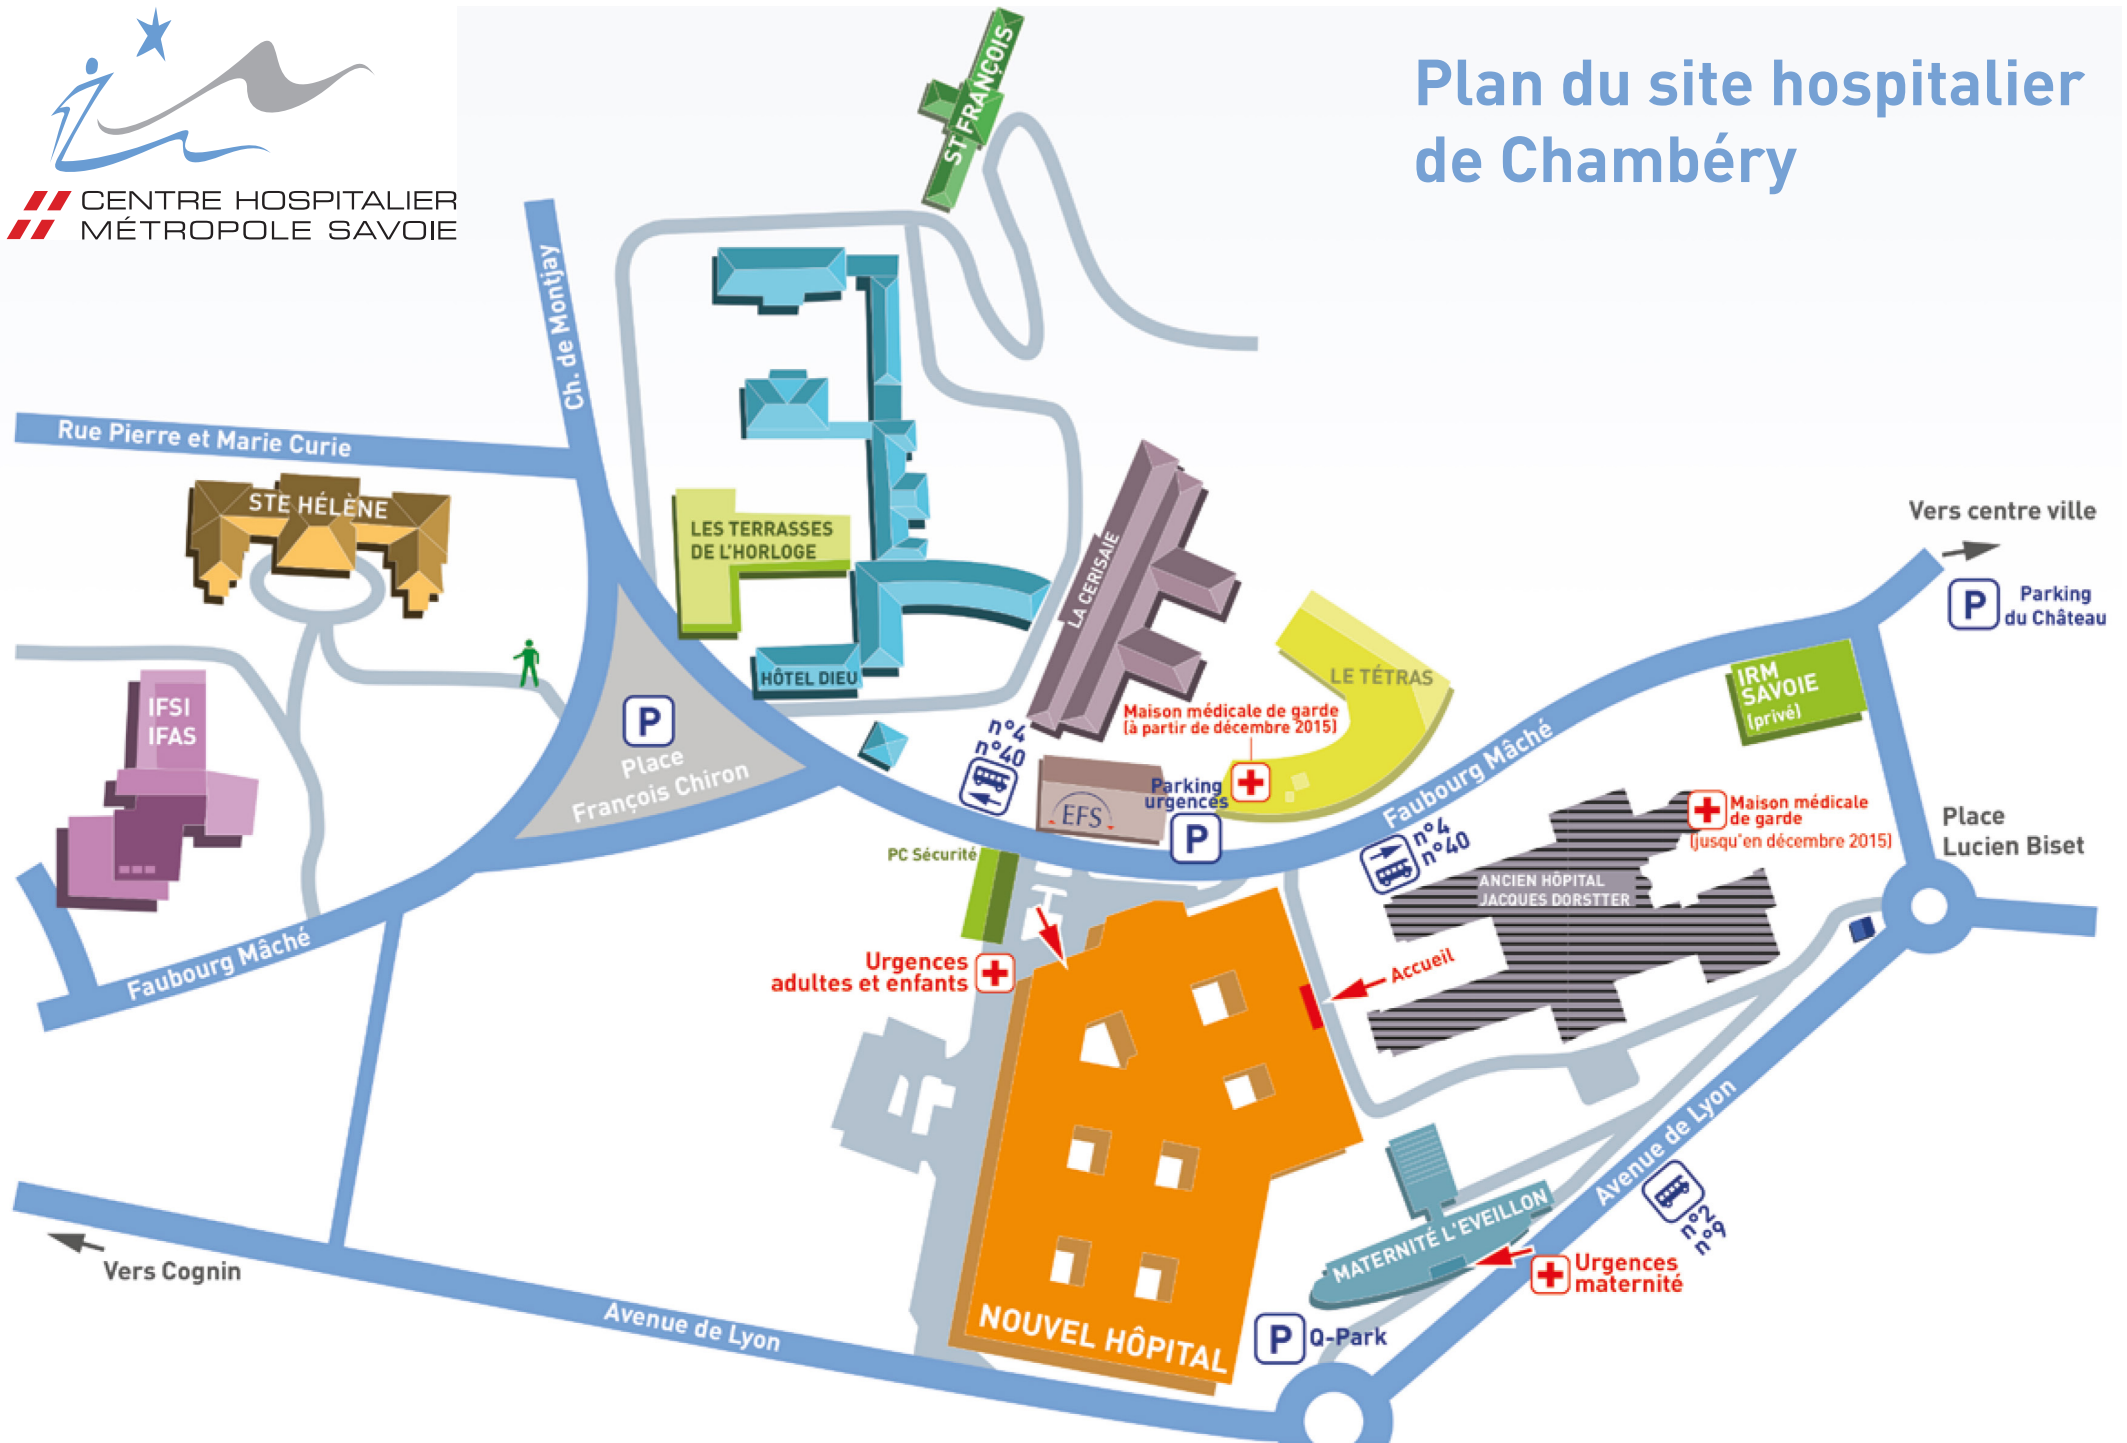 CENTRE HOSPITALIER
MÉTROPOLE SAVOIE
Plan du site hospitalier
de Chambéry
ST FRANÇOIS
Ch. de Montjay
Rue Pierre et Marie Curie
STE HÉLÈNE
LES TERRASSES
DE L'HORLOGE
LA CERISAIE
Vers centre ville
P
Parking
du Château
HÔTEL DIEU
LE TÉTRAS
IRM
SAVOIE
(privé)
IFSI
IFAS
P
Place
François Chiron
n°4
n°40
Maison médicale de garde
(à partir de décembre 2015)
Parking
urgences
P
EFS
Faubourg Mâché
n°4
n°40
Maison médicale
de garde
(jusqu'en décembre 2015)
Place
Lucien Biset
PC Sécurité
ANCIEN HÔPITAL
JACQUES DORSTTER
Faubourg Mâché
Urgences
adultes et enfants
Accueil
Avenue de Lyon
n°2
n°9
MATERNITÉ L'EVEILLON
Urgences
maternité
Vers Cognin
Avenue de Lyon
NOUVEL HÔPITAL
P
Q-Park